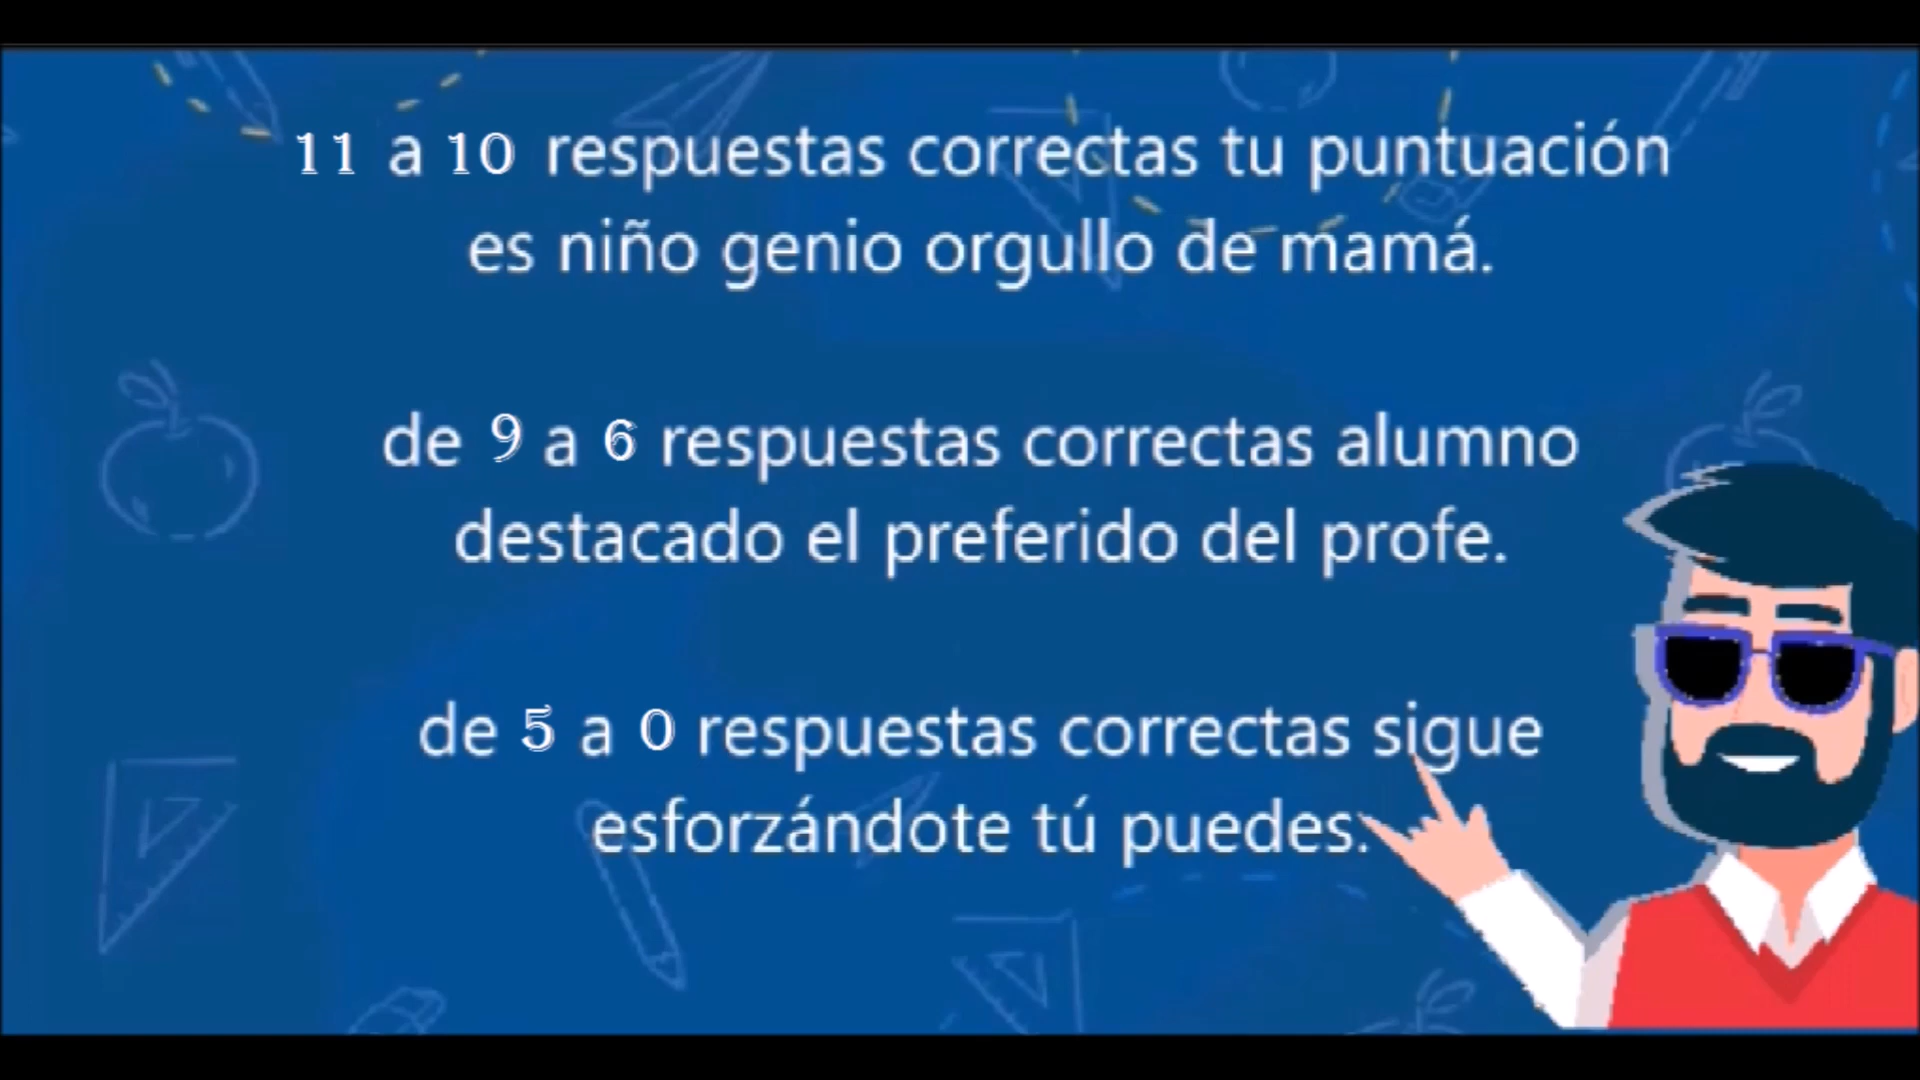 11 a 10 respuestas correctas tu puntuación
es niño genio orgullo de mamá.
de 9 a 6 respuestas correctas alumno
destacado el preferido del profe.
de 5 a 0 respuestas correctas sigue
esforzándote tú puedes.